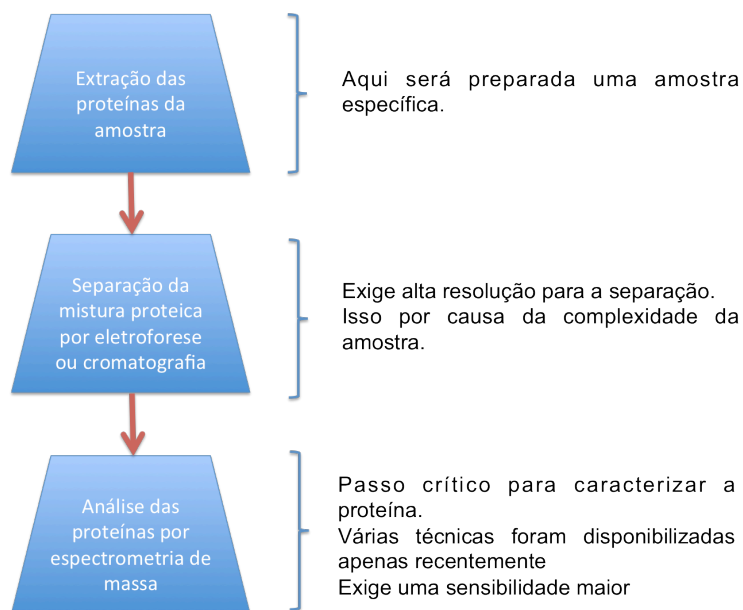 Extração das
proteínas da
amostra
Aqui será preparada uma amostra
específica.
Separação da
mistura proteica
por eletroforese
ou cromatografia
Exige alta resolução para a separação.
Isso por causa da complexidade da
amostra.
Análise das
proteínas por
espectrometria de
massa
Passo crítico para caracterizar a
proteína.
Várias técnicas foram disponibilizadas
apenas recentemente
Exige uma sensibilidade maior